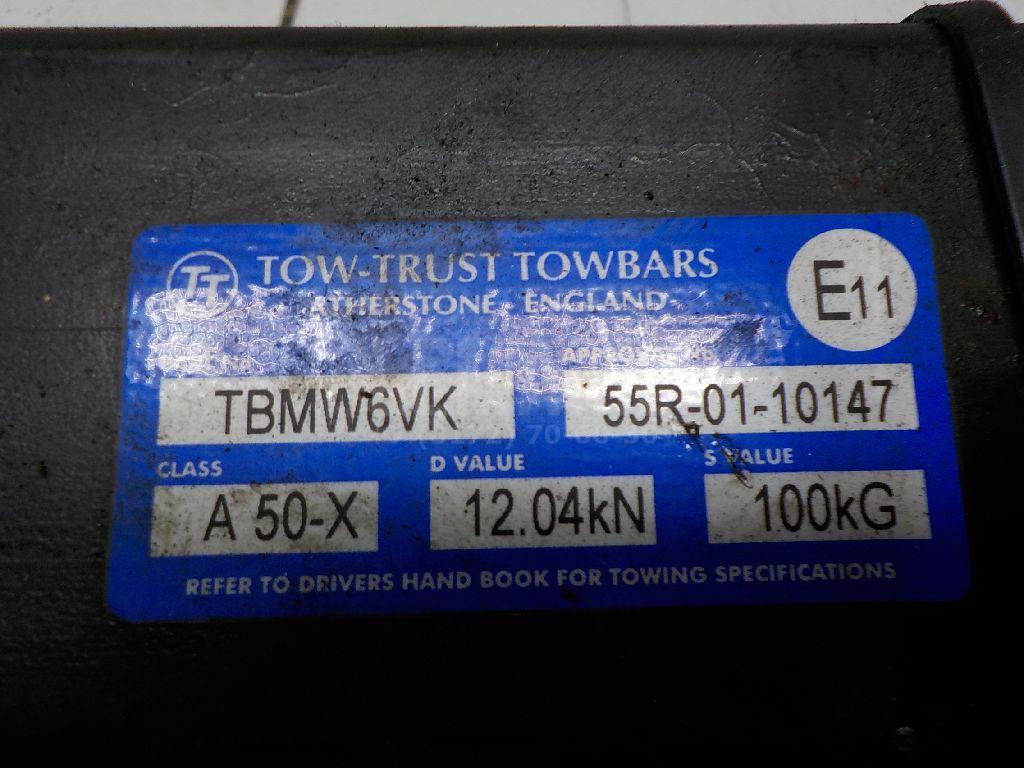 TT TOW-TRUST TOWBARS
ATHERSTONE - ENGLAND
E11
TBMW6VK 55R-01-10147
CLASS D VALUE S VALUE
A 50-X 12.04kN 100kG
REFER TO DRIVERS HAND BOOK FOR TOWING SPECIFICATIONS